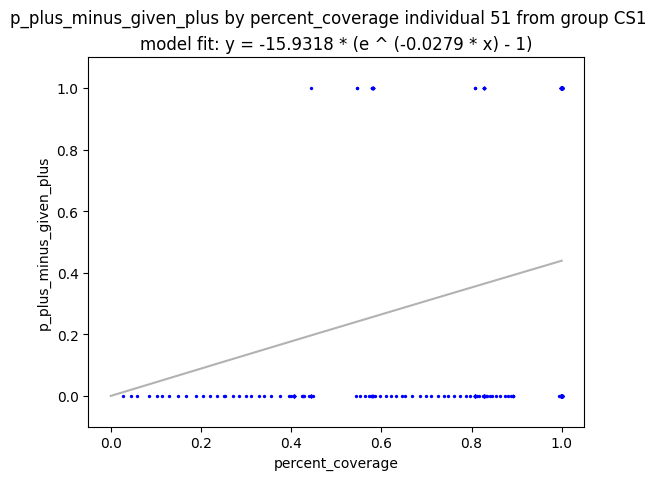 p_plus_minus_given_plus by percent_coverage individual 51 from group CS1
model fit: y = -15.9318 * (e ^ (-0.0279 * x) - 1)
1.0
0.8
0.6
0.4
0.2
0.0
p_plus_minus_given_plus
0.0 0.2 0.4 0.6 0.8 1.0
percent_coverage